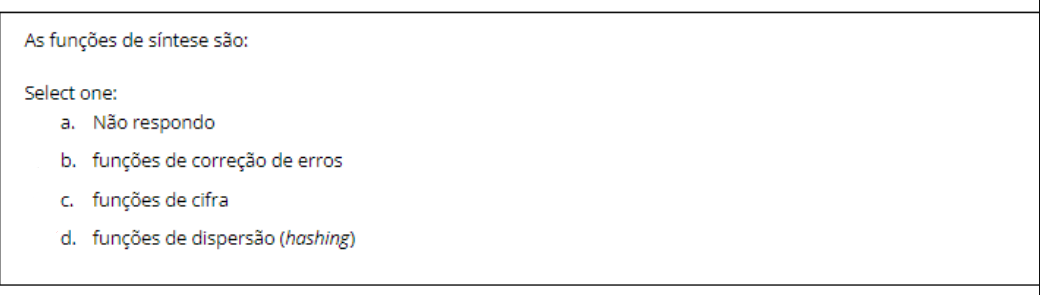 As funções de síntese são:
Select one:
a. Não respondo
b. funções de correção de erros
c. funções de cifra
d. funções de dispersão (hashing)